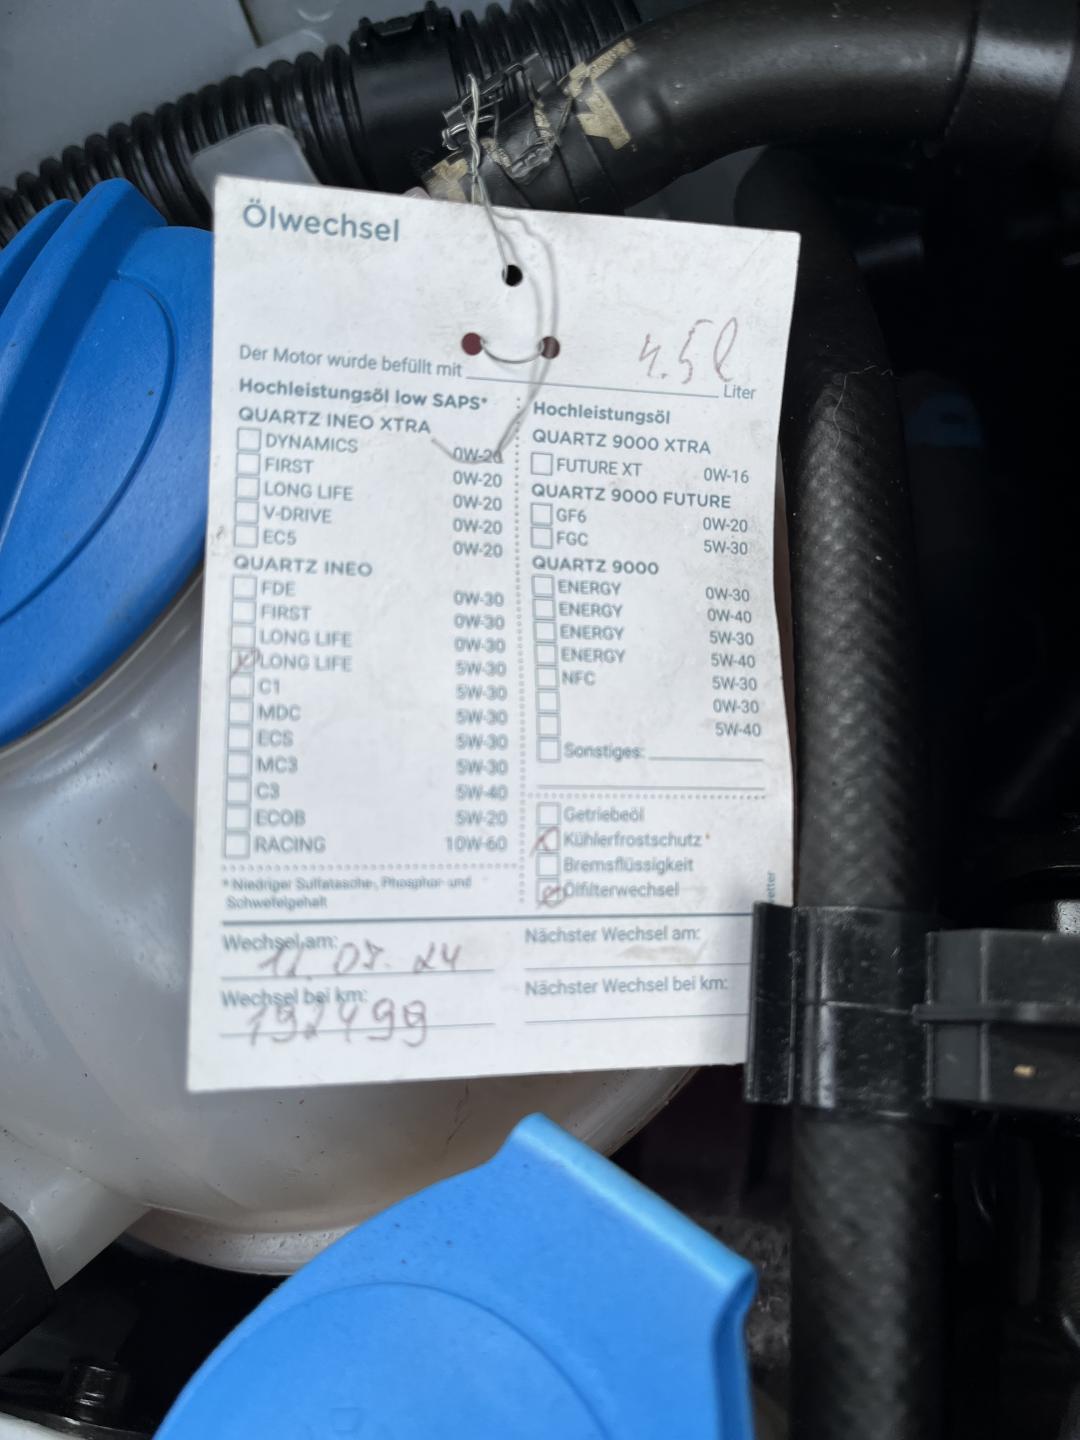 Ölwechsel
Der Motor wurde befüllt mit 4.5l Liter
Hochleistungsöl low SAPS*
QUARTZ INEO XTRA
DYNAMICS 0W-20
FIRST 0W-20
LONG LIFE 0W-20
V-DRIVE 0W-20
EC5 0W-20
QUARTZ INEO
FDE 0W-30
FIRST 0W-30
LONG LIFE 0W-30
LONG LIFE 5W-30
C1 5W-30
MDC 5W-30
ECS 5W-30
MC3 5W-30
C3 5W-40
ECOB 5W-20
RACING 10W-60
* Niedriger Sulfatasche-, Phosphor- und
Schwefelgehalt
Hochleistungsöl
QUARTZ 9000 XTRA
FUTURE XT 0W-16
QUARTZ 9000 FUTURE
GF6 0W-20
FGC 5W-30
QUARTZ 9000
ENERGY 0W-30
ENERGY 0W-40
ENERGY 5W-30
ENERGY 5W-40
NFC 5W-30
0W-30
5W-40
Sonstiges:
Getriebeöl
Kühlerfrostschutz
Bremsflüssigkeit
Ölfilterwechsel
Wechsel am:
Nächster Wechsel am:
Wechsel bei km: 192499
Nächster Wechsel bei km: